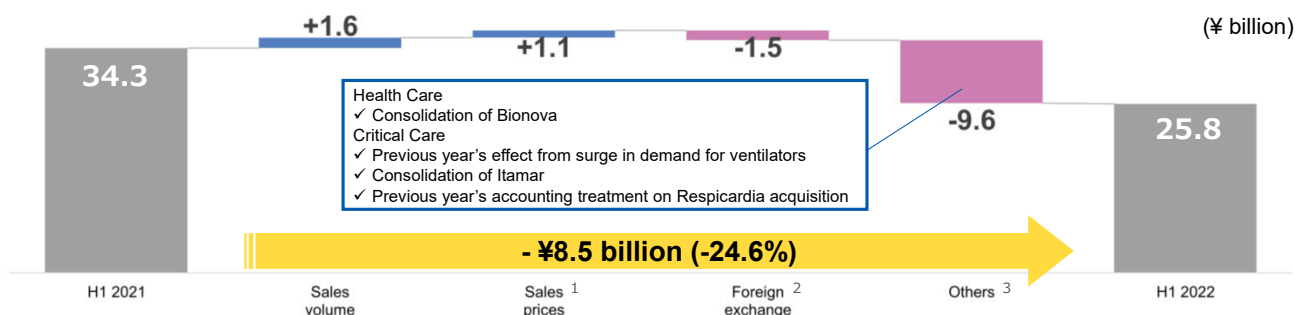 (¥ billion)
+1.6
+1.1
-1.5
34.3
-9.6
25.8
Health Care
✓ Consolidation of Bionova
Critical Care
✓ Previous year's effect from surge in demand for ventilators
✓ Consolidation of Itamar
✓ Previous year's accounting treatment on Respicardia acquisition
- ¥8.5 billion (-24.6%)
H1 2021
Sales
volume
Sales 1
prices
Foreign 2
exchange
Others 3
H1 2022